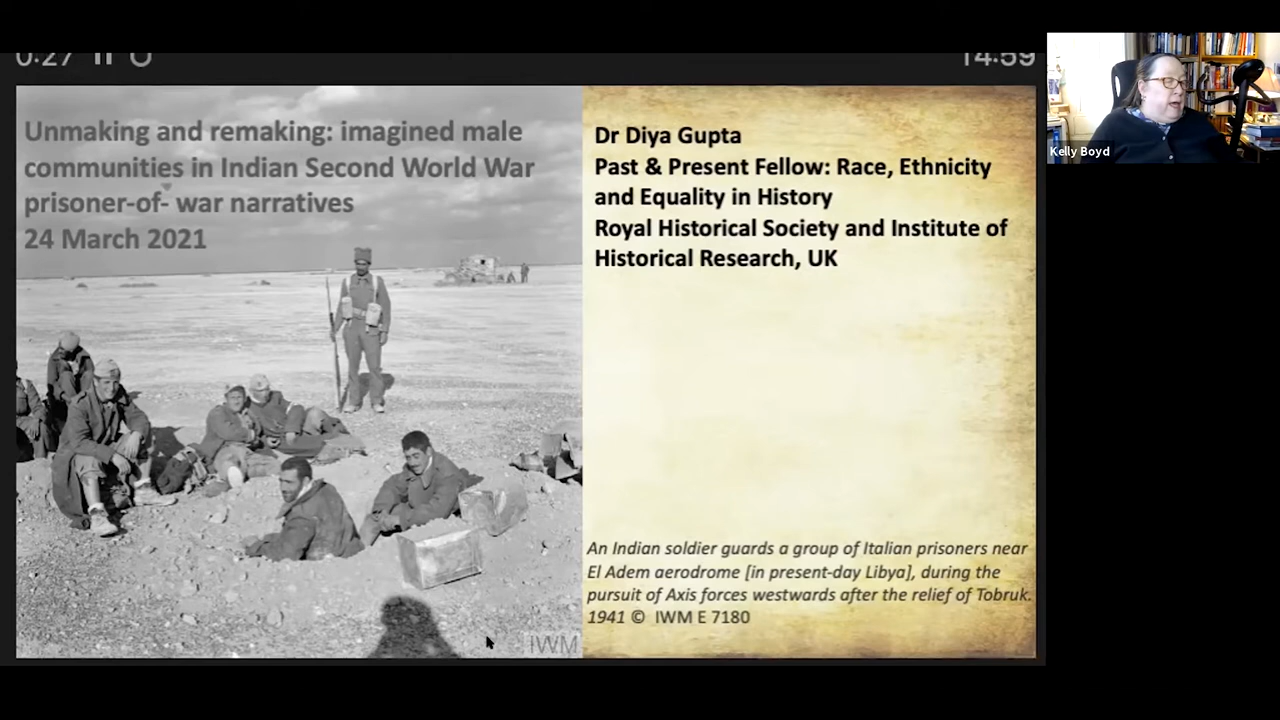 0:27
14:59
Unmaking and remaking: imagined male
communities in Indian Second World War
prisoner-of- war narratives
24 March 2021
Dr Diya Gupta
Past & Present Fellow: Race, Ethnicity
and Equality in History
Royal Historical Society and Institute of
Historical Research, UK
An Indian soldier guards a group of Italian prisoners near
El Adem aerodrome [in present-day Libya], during the
pursuit of Axis forces westwards after the relief of Tobruk.
1941 © IWM E 7180
IWM
Kelly Boyd